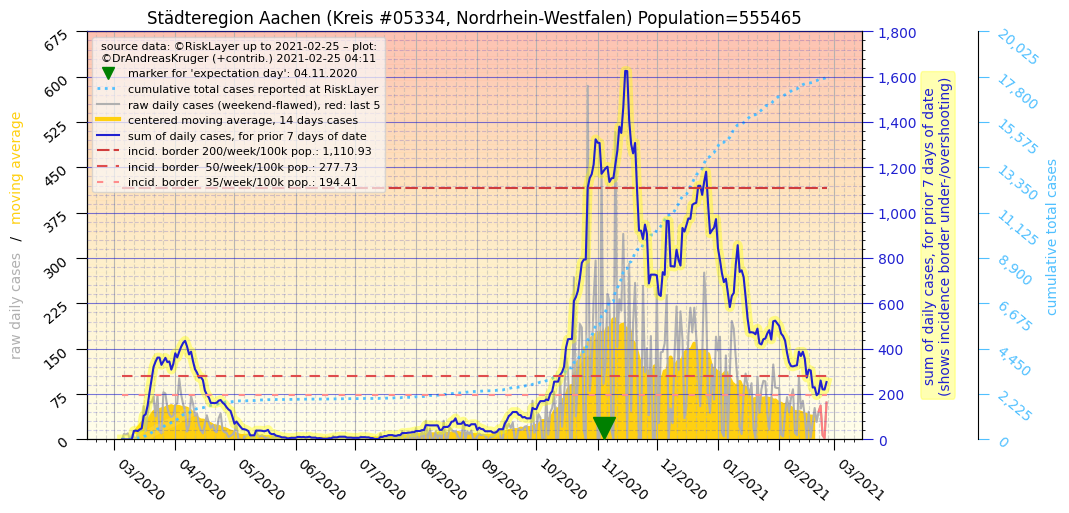 Städteregion Aachen (Kreis #05334, Nordrhein-Westfalen) Population=555465
source data: ©RiskLayer up to 2021-02-25 – plot:
©DrAndreasKruger (+contrib.) 2021-02-25 04:11
marker for 'expectation day': 04.11.2020
cumulative total cases reported at RiskLayer
raw daily cases (weekend-flawed), red: last 5
centered moving average, 14 days cases
sum of daily cases, for prior 7 days of date
incid. border 200/week/100k pop.: 1,110.93
incid. border  50/week/100k pop.: 277.73
incid. border  35/week/100k pop.: 194.41
raw daily cases / moving average
675
600
525
450
375
300
225
150
75
0
03/2020
04/2020
05/2020
06/2020
07/2020
08/2020
09/2020
10/2020
11/2020
12/2020
01/2021
02/2021
03/2021
1,800
1,600
1,400
1,200
1,000
800
600
400
200
0
sum of daily cases, for prior 7 days of date
(shows incidence border under-/overshooting)
20,025
17,800
15,575
13,350
11,125
8,900
6,675
4,450
2,225
0
cumulative total cases